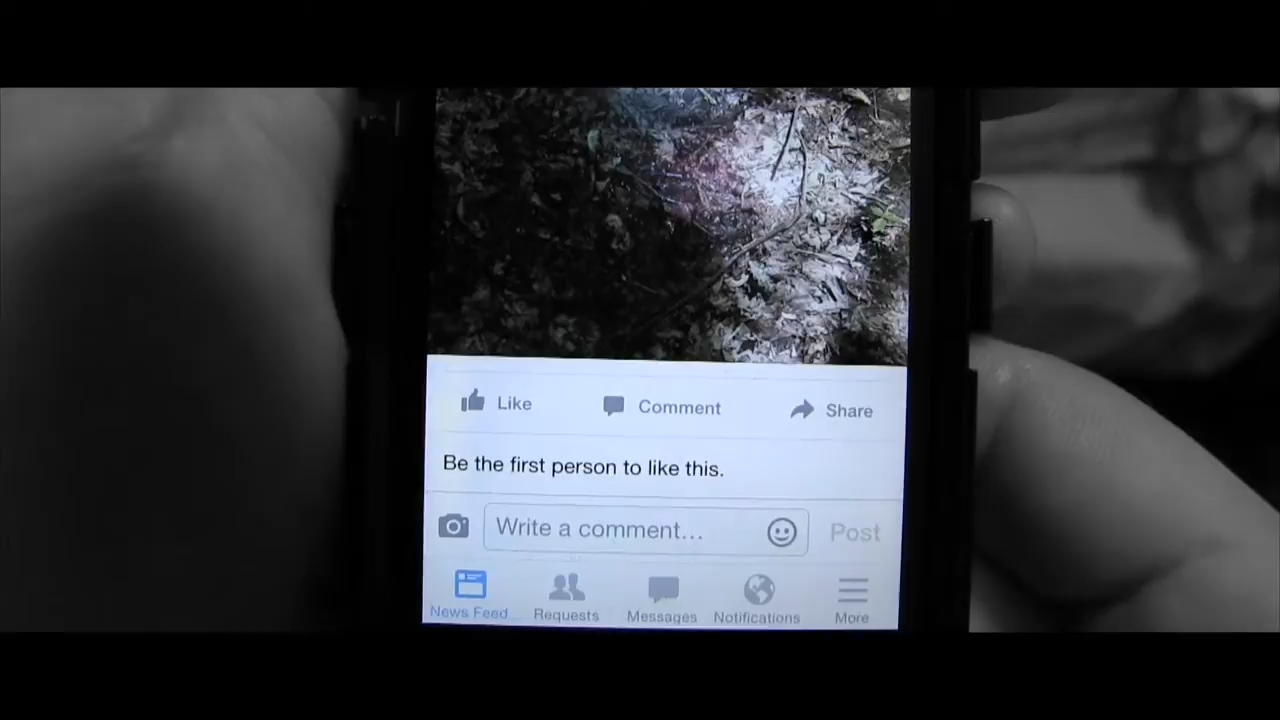 Like Comment Share
Be the first person to like this.
Write a comment... Post
News Feed Requests Messages Notifications More